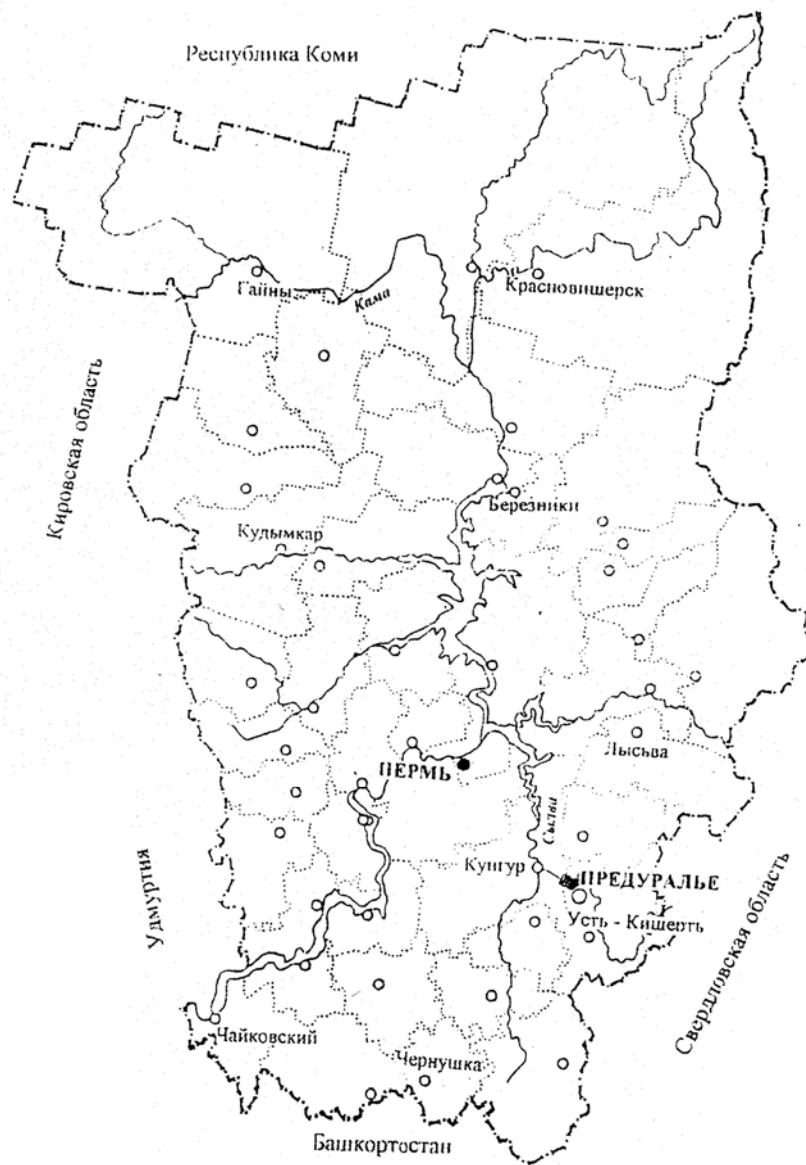 Республика Коми
Гайны
Кама
Красновишерск
Кировская область
Березники
Кудымкар
Лысьва
ПЕРМЬ
Сылва
Кунгур
ПРЕДУРАЛЬЕ
Усть - Кишерть
Удмуртия
Свердловская область
Чайковский
Чернушка
Башкортостан